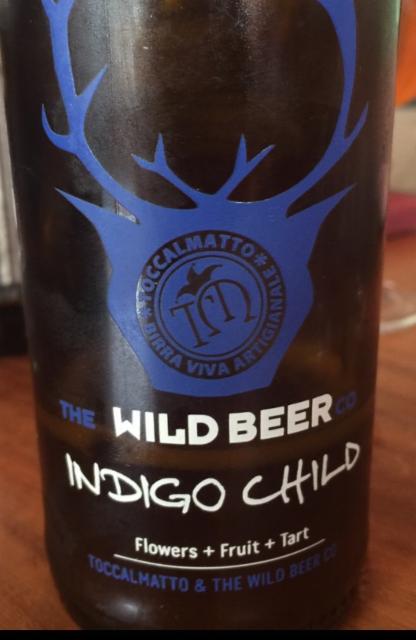 *TOCCALMATTO*
TM
BIRRA VIVA ARTIGIANALE
THE WILD BEER CO
INDIGO CHILD
Flowers + Fruit + Tart
TOCCALMATTO & THE WILD BEER CO